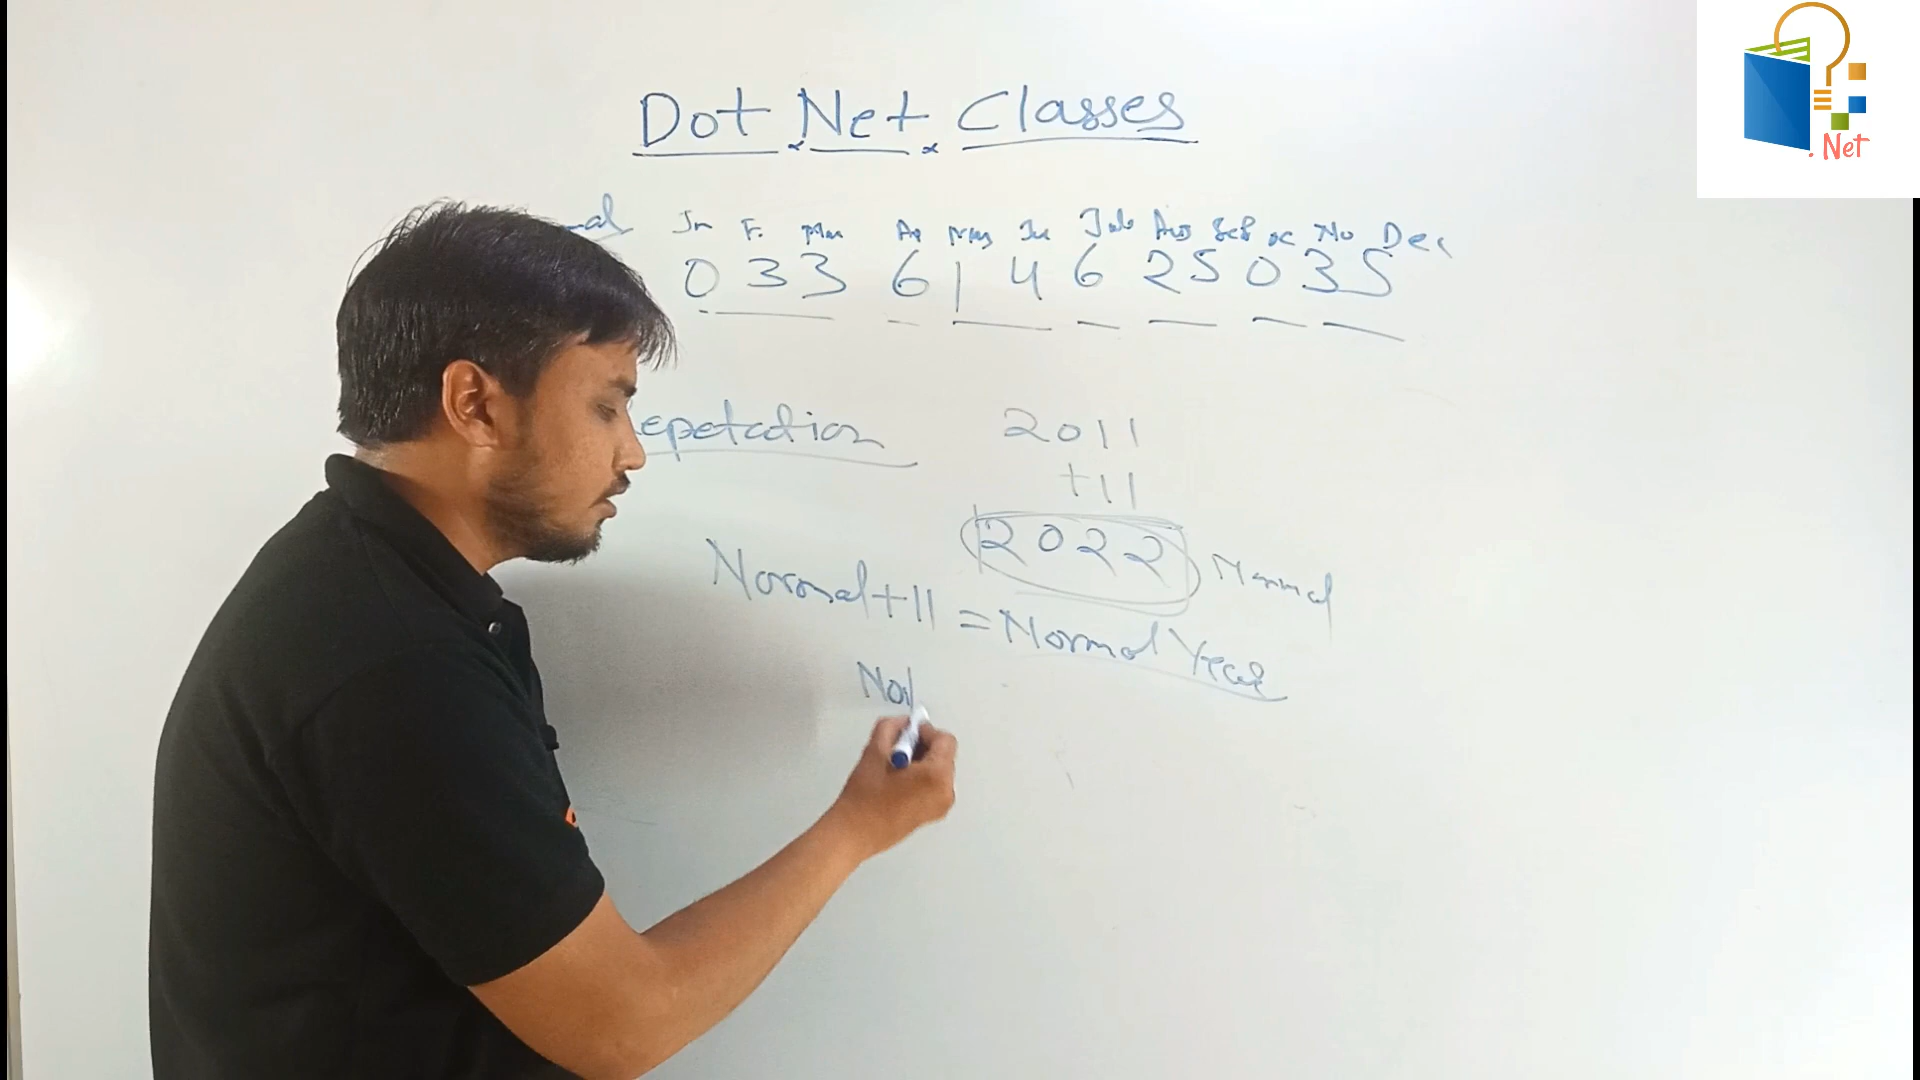 Dot Net Classes
.Net
Jn F. Mar Ap May Ju Jul Aug Sep oc No Dec
0 3 3 6 1 4 6 2 5 0 3 5
epetation
2011
+11
2022 Normal
Normal+11 = Normal Year
Nor